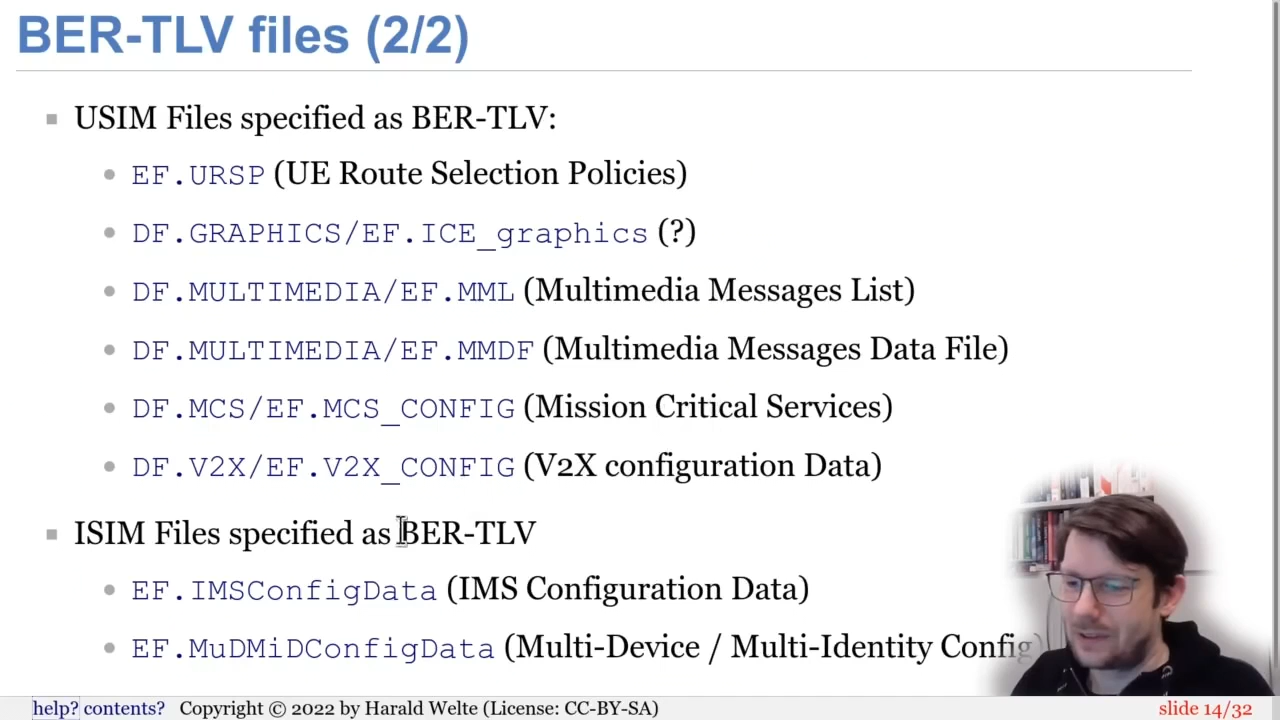 BER-TLV files (2/2)
USIM Files specified as BER-TLV:
EF.URSP (UE Route Selection Policies)
DF.GRAPHICS/EF.ICE_graphics (?)
DF.MULTIMEDIA/EF.MML (Multimedia Messages List)
DF.MULTIMEDIA/EF.MMDF (Multimedia Messages Data File)
DF.MCS/EF.MCS_CONFIG (Mission Critical Services)
DF.V2X/EF.V2X_CONFIG (V2X configuration Data)
ISIM Files specified as BER-TLV
EF.IMSConfigData (IMS Configuration Data)
EF.MuDMiDConfigData (Multi-Device / Multi-Identity Config)
help? contents? Copyright © 2022 by Harald Welte (License: CC-BY-SA) slide 14/32